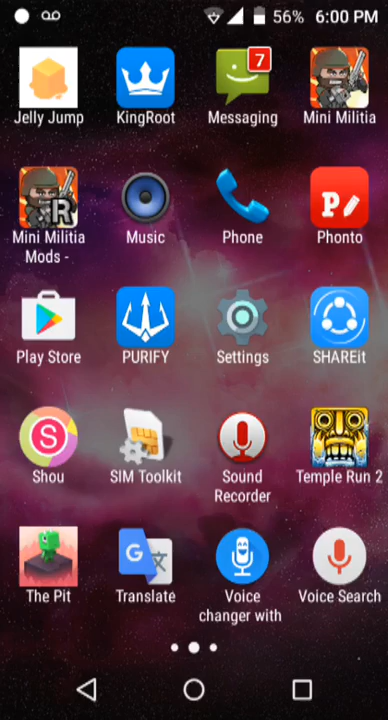 56% 6:00 PM
7
Jelly Jump KingRoot Messaging Mini Militia
R
Mini Militia Mods - Music Phone Phonto
P
Play Store PURIFY Settings SHAREit
S
Shou SIM Toolkit Sound Recorder Temple Run 2
G 文
The Pit Translate Voice changer with Voice Search